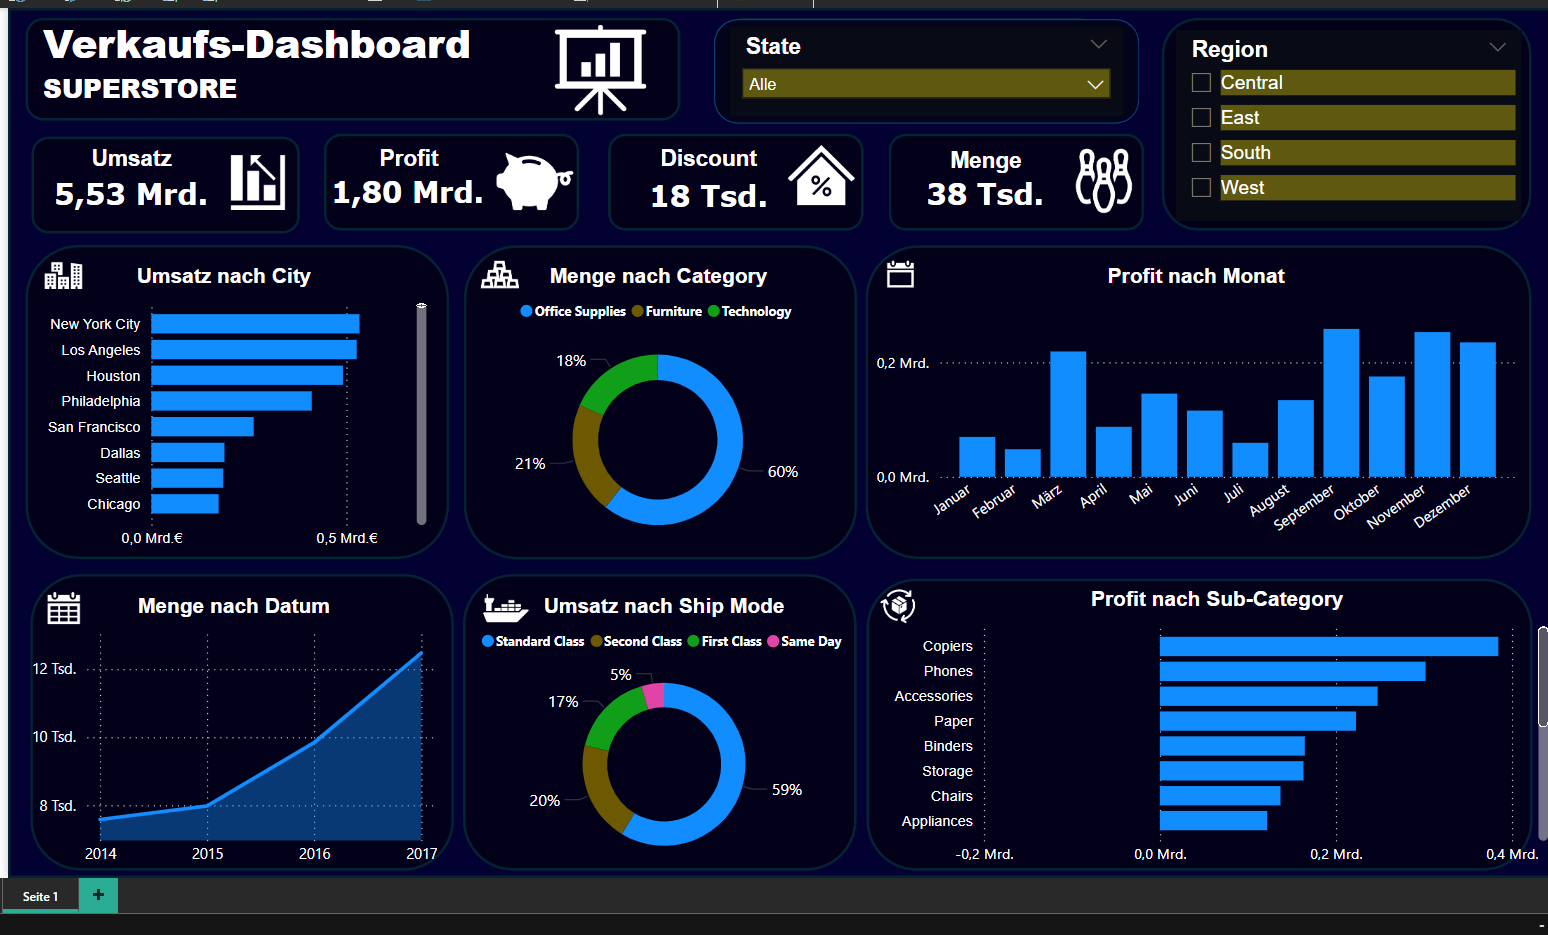 Verkaufs-Dashboard
SUPERSTORE
State
Alle
Region
Central
East
South
West
Umsatz
5,53 Mrd.
Profit
1,80 Mrd.
Discount
18 Tsd.
%
Menge
38 Tsd.
Umsatz nach City
New York City
Los Angeles
Houston
Philadelphia
San Francisco
Dallas
Seattle
Chicago
0,0 Mrd.€ 0,5 Mrd.€
Menge nach Category
Office Supplies Furniture Technology
18%
21%
60%
Profit nach Monat
0,2 Mrd.
0,0 Mrd.
Januar Februar März April Mai Juni Juli August September Oktober November Dezember
Menge nach Datum
12 Tsd.
10 Tsd.
8 Tsd.
2014 2015 2016 2017
Umsatz nach Ship Mode
Standard Class Second Class First Class Same Day
5%
17%
20%
59%
Profit nach Sub-Category
Copiers
Phones
Accessories
Paper
Binders
Storage
Chairs
Appliances
-0,2 Mrd. 0,0 Mrd. 0,2 Mrd. 0,4 Mrd.
Seite 1 +